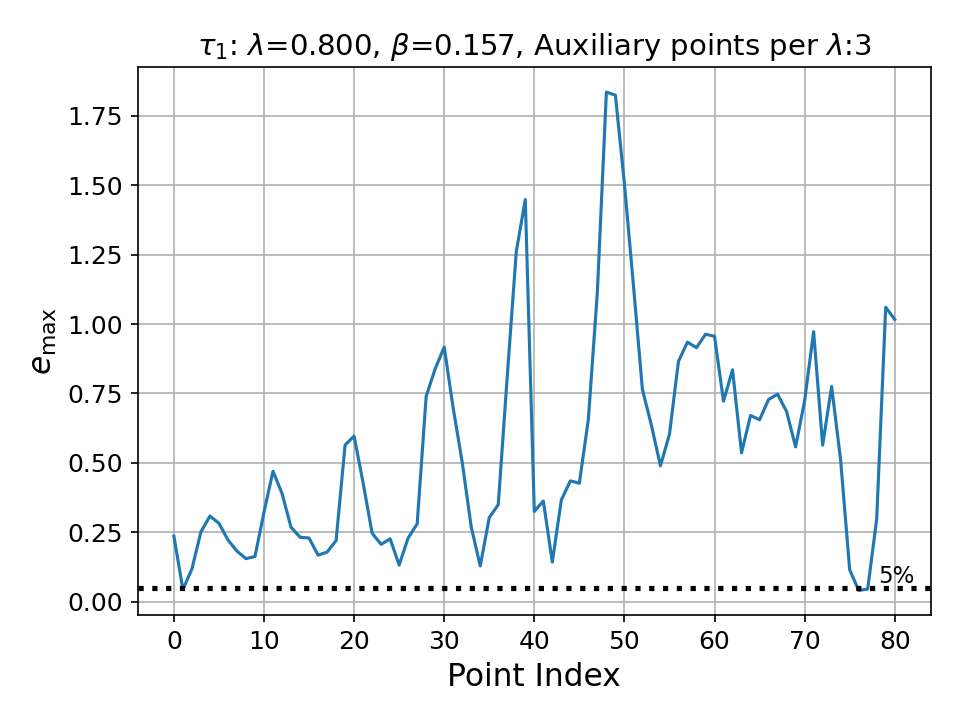 τ₁: λ=0.800, β=0.157, Auxiliary points per λ:3
1.75
1.50
1.25
1.00
0.75
0.50
0.25
0.00
e_max
5%
0 10 20 30 40 50 60 70 80
Point Index